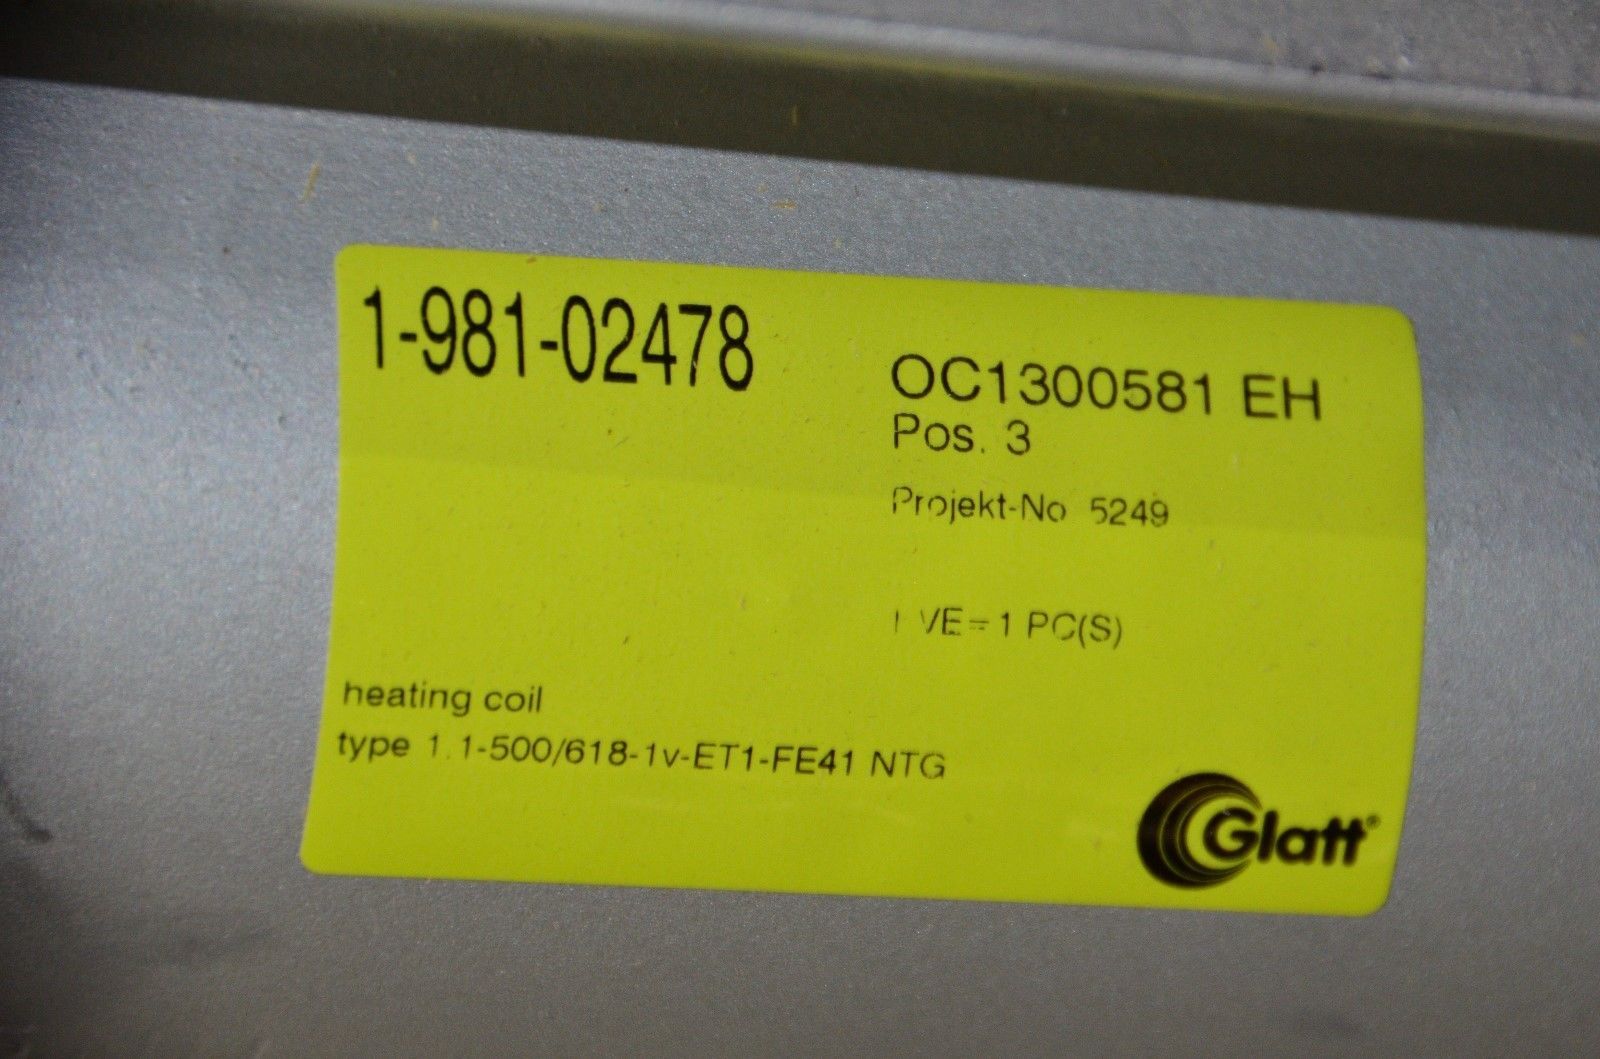 1-981-02478
OC1300581 EH
Pos. 3
Projekt-No 5249
1 VE=1 PC(S)
heating coil
type 1.1-500/618-1v-ET1-FE41 NTG
Glatt®